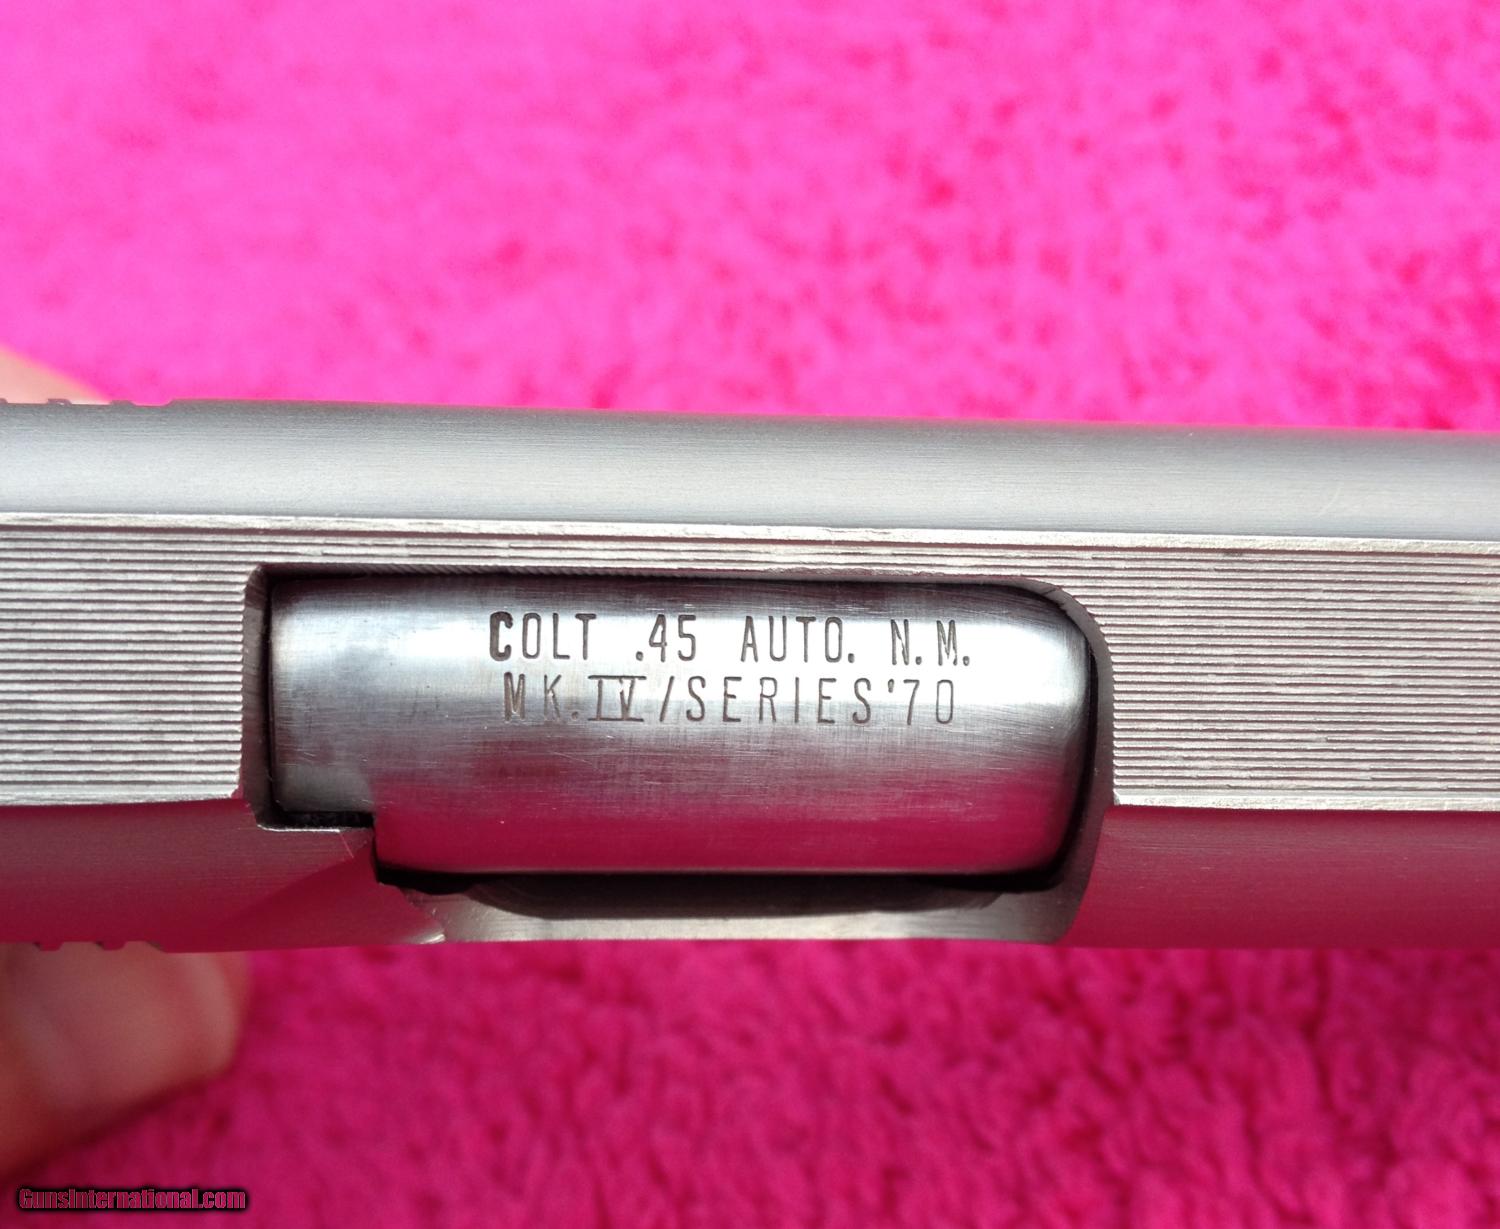 COLT .45 AUTO. N.M.
MK.IV/SERIES'70
GunsInternational.com